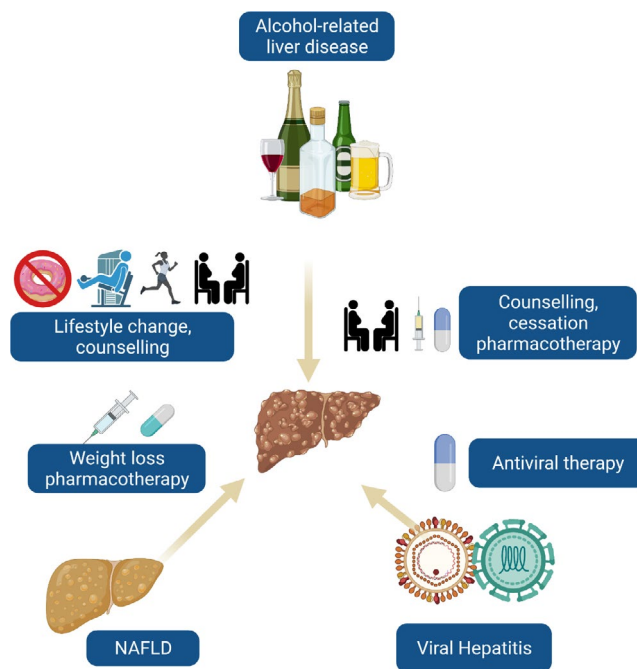 Alcohol-related
liver disease
Lifestyle change,
counselling
Counselling,
cessation
pharmacotherapy
Weight loss
pharmacotherapy
Antiviral therapy
NAFLD
Viral Hepatitis